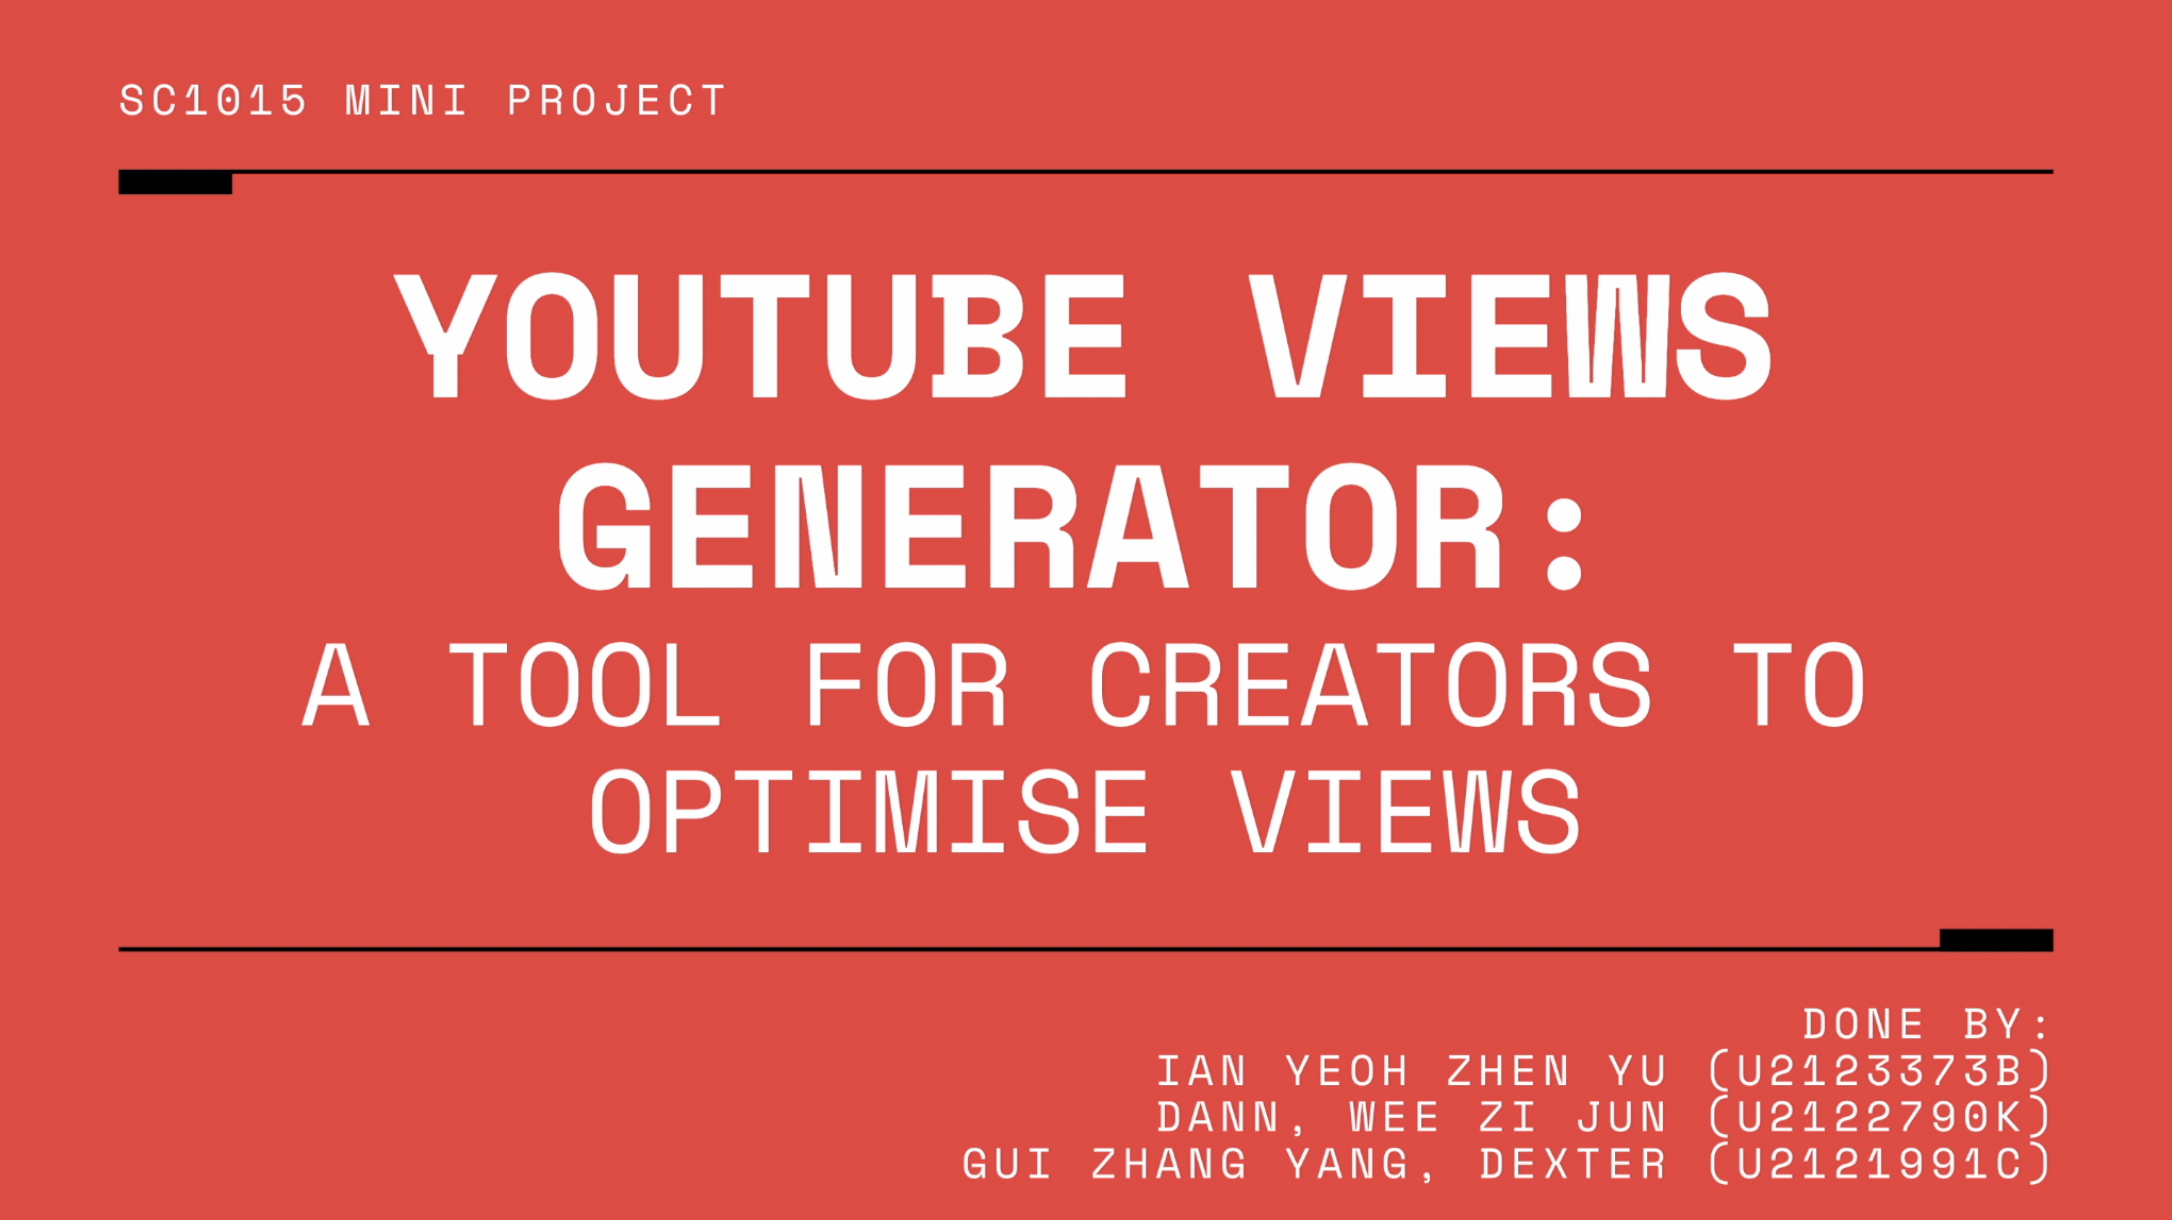 SC1015 MINI PROJECT
YOUTUBE VIEWS
GENERATOR:
A TOOL FOR CREATORS TO
OPTIMISE VIEWS
DONE BY:
IAN YEOH ZHEN YU (U2123373B)
DANN, WEE ZI JUN (U2122790K)
GUI ZHANG YANG, DEXTER (U2121991C)